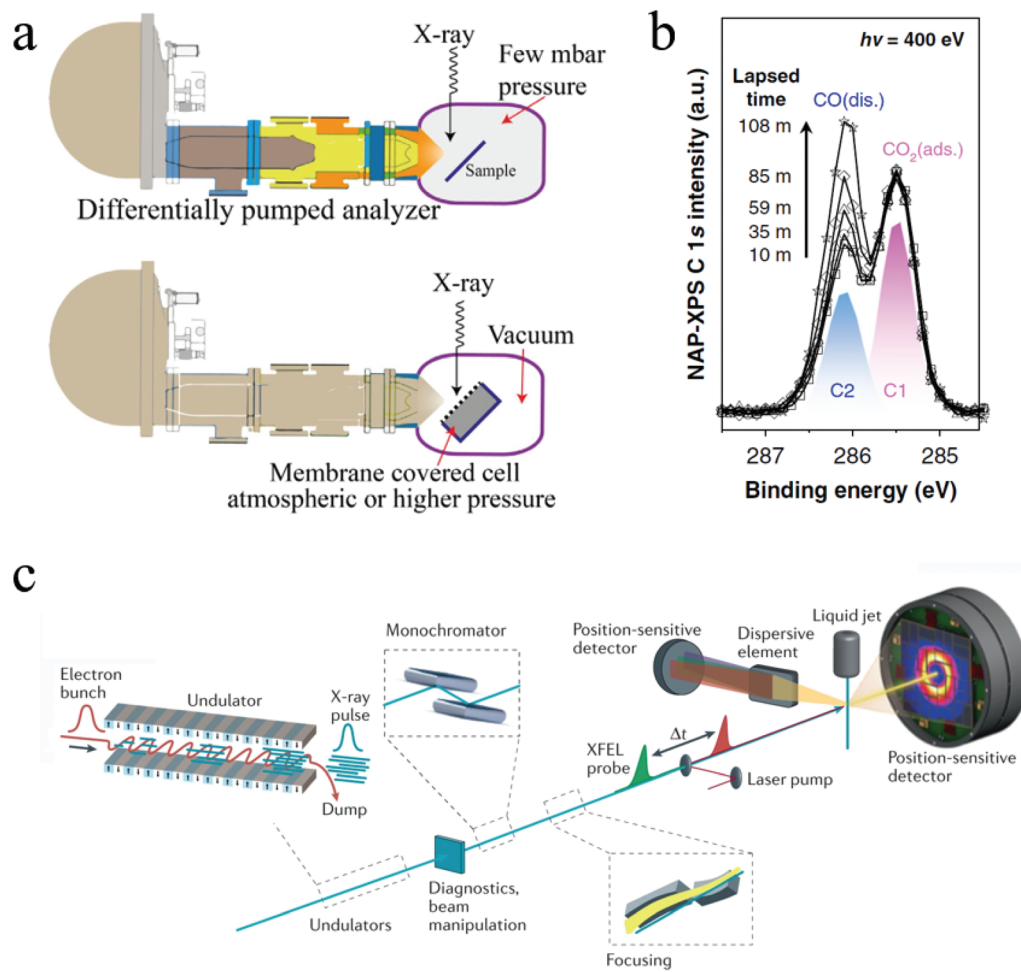 a
X-ray
Few mbar
pressure
Sample
Differentially pumped analyzer
X-ray
Vacuum
Membrane covered cell
atmospheric or higher pressure
b
hν = 400 eV
Lapsed
time
CO(dis.)
108 m
CO₂(ads.)
85 m
59 m
35 m
10 m
C2
C1
NAP-XPS C 1s intensity (a.u.)
287
286
285
Binding energy (eV)
c
Electron
bunch
Undulator
X-ray
pulse
Dump
Monochromator
Position-sensitive
detector
Dispersive
element
Liquid jet
XFEL
probe
Δt
Laser pump
Position-sensitive
detector
Undulators
Diagnostics,
beam
manipulation
Focusing